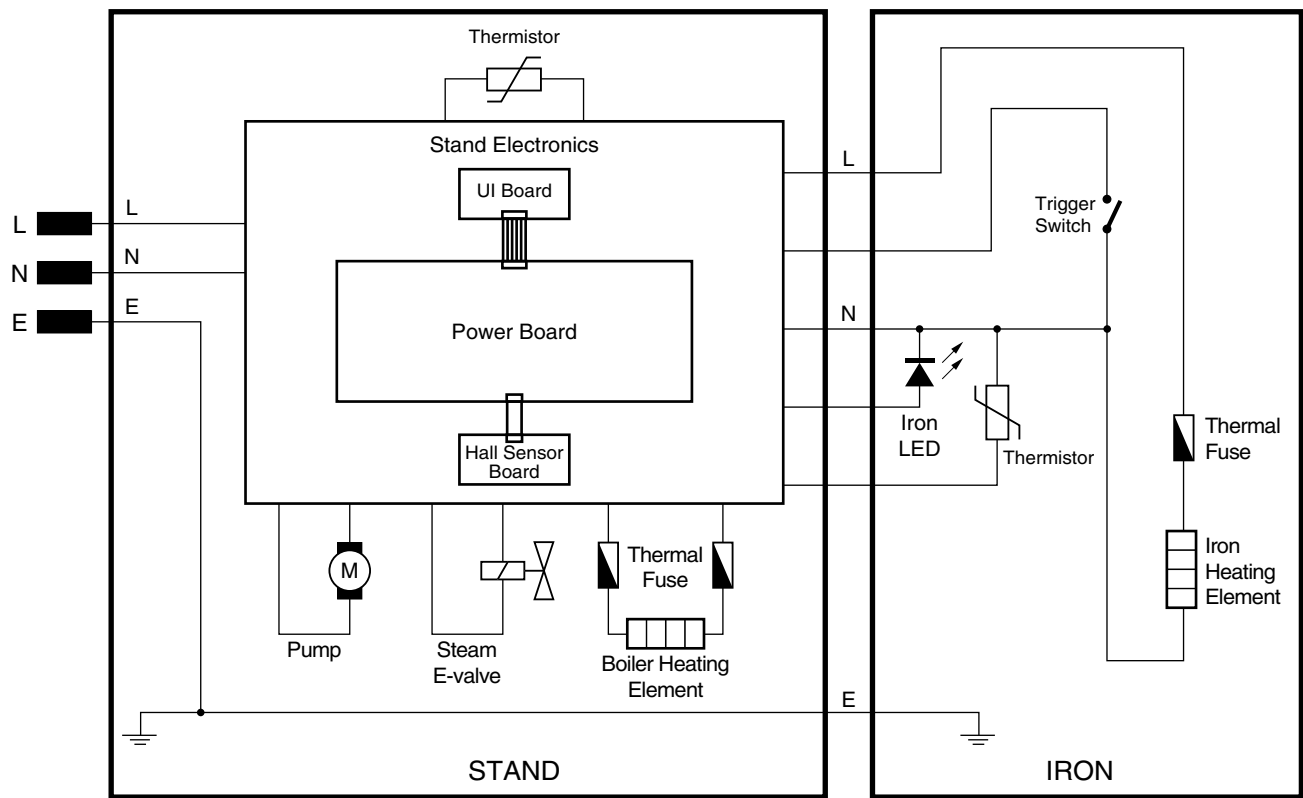 Thermistor
Stand Electronics
UI Board
L
L
N
N
E
E
Power Board
Hall Sensor
Board
M
Pump
Steam
E-valve
Thermal
Fuse
Boiler Heating
Element
STAND
L
N
E
Trigger
Switch
Iron
LED
Thermistor
Thermal
Fuse
Iron
Heating
Element
IRON